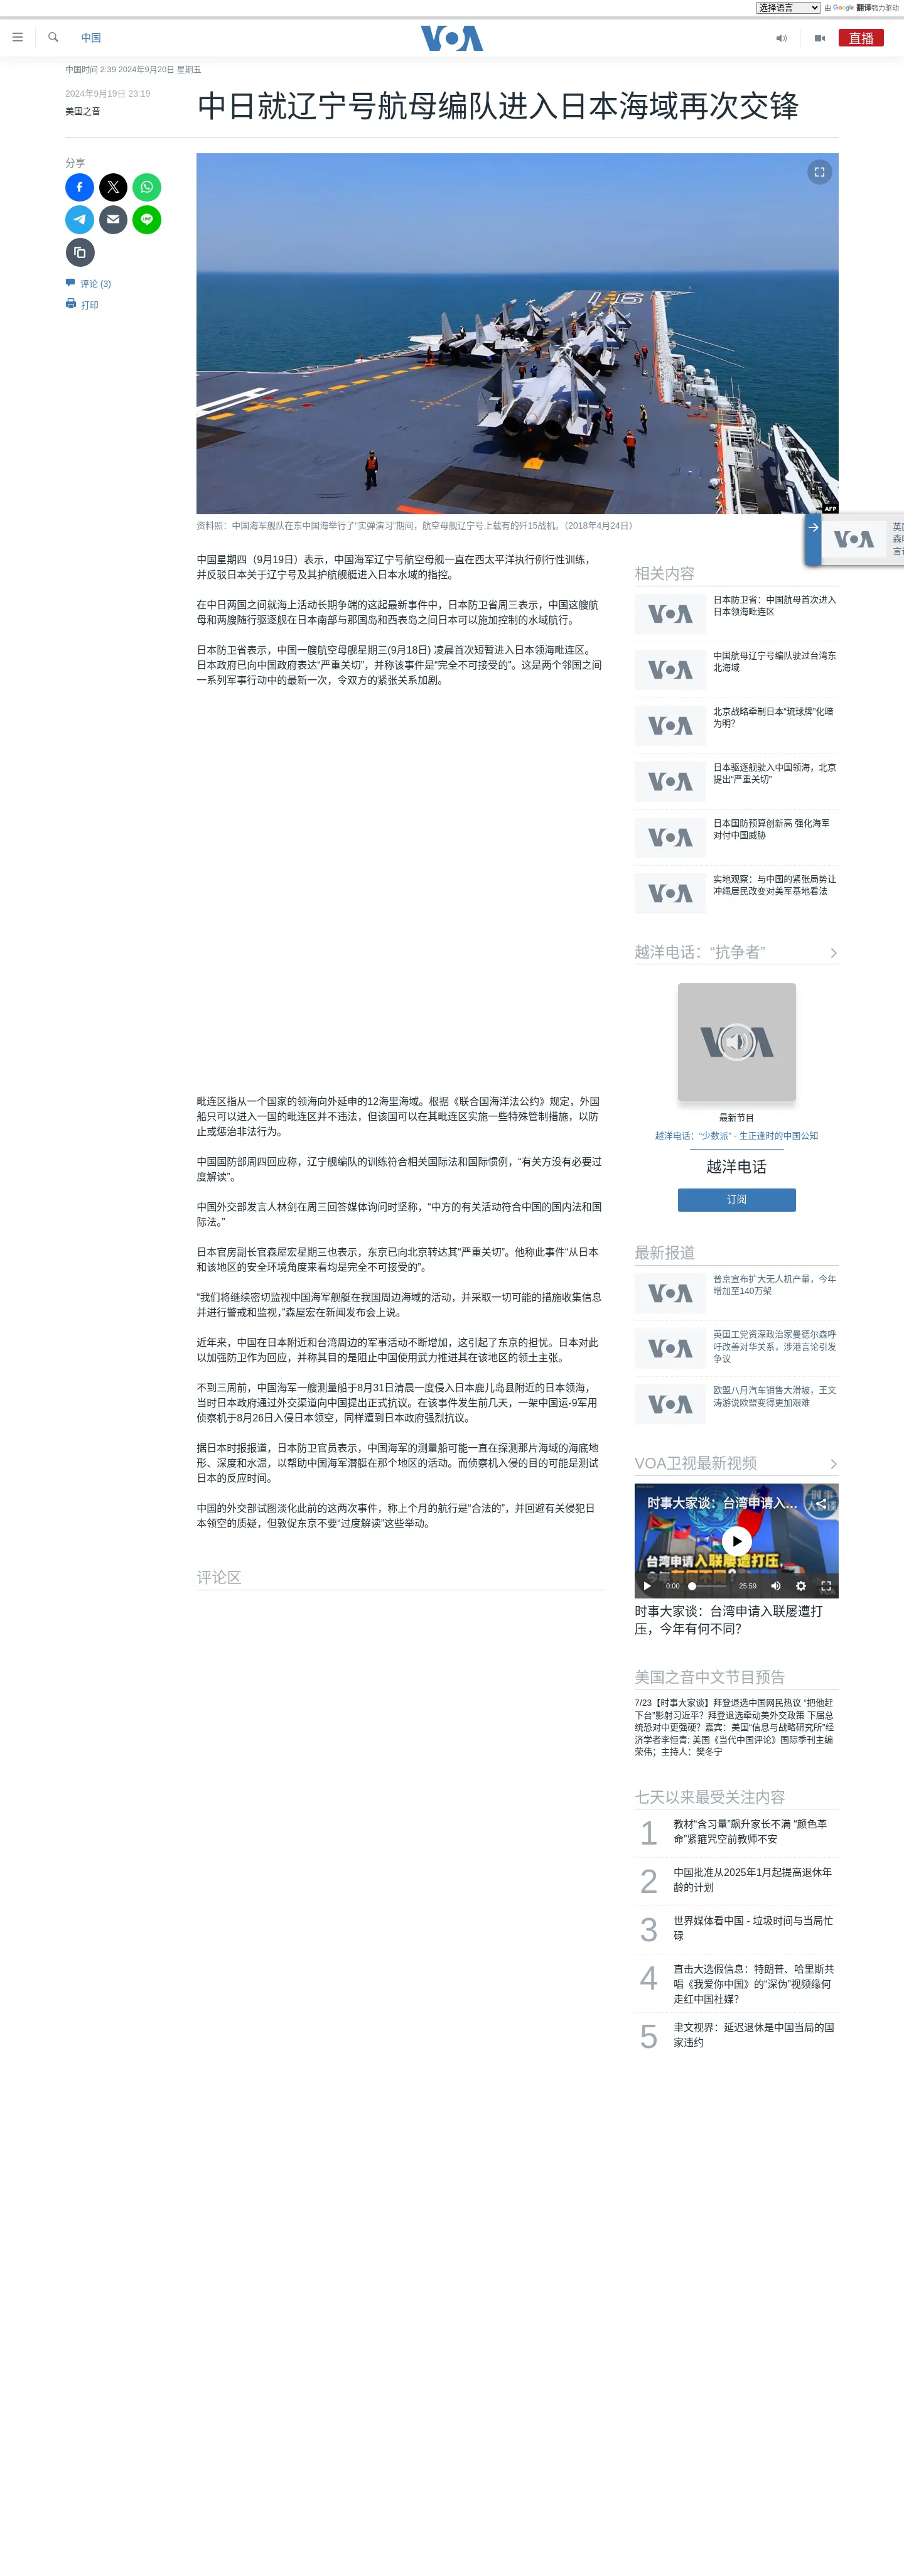 选择语言 由 Google 翻译强力驱动
中国
VOA
直播
中国时间 2:39 2024年9月20日 星期五
2024年9月19日 23:19
美国之音
中日就辽宁号航母编队进入日本海域再次交锋
分享
评论 (3)
打印
16
AFP
资料照：中国海军舰队在东中国海举行了“实弹演习”期间，航空母舰辽宁号上载有的歼15战机。（2018年4月24日）
中国星期四（9月19日）表示，中国海军辽宁号航空母舰一直在西太平洋执行例行性训练，
并反驳日本关于辽宁号及其护航舰艇进入日本水域的指控。
在中日两国之间就海上活动长期争端的这起最新事件中，日本防卫省周三表示，中国这艘航
母和两艘随行驱逐舰在日本南部与那国岛和西表岛之间日本可以施加控制的水域航行。
日本防卫省表示，中国一艘航空母舰星期三(9月18日) 凌晨首次短暂进入日本领海毗连区。
日本政府已向中国政府表达“严重关切”，并称该事件是“完全不可接受的”。这是两个邻国之间
一系列军事行动中的最新一次，令双方的紧张关系加剧。
毗连区指从一个国家的领海向外延申的12海里海域。根据《联合国海洋法公约》规定，外国
船只可以进入一国的毗连区并不违法，但该国可以在其毗连区实施一些特殊管制措施，以防
止或惩治非法行为。
中国国防部周四回应称，辽宁舰编队的训练符合相关国际法和国际惯例，“有关方没有必要过
度解读”。
中国外交部发言人林剑在周三回答媒体询问时坚称，“中方的有关活动符合中国的国内法和国
际法。”
日本官房副长官森屋宏星期三也表示，东京已向北京转达其“严重关切”。他称此事件“从日本
和该地区的安全环境角度来看均是完全不可接受的”。
“我们将继续密切监视中国海军舰艇在我国周边海域的活动，并采取一切可能的措施收集信息
并进行警戒和监视，”森屋宏在新闻发布会上说。
近年来，中国在日本附近和台湾周边的军事活动不断增加，这引起了东京的担忧。日本对此
以加强防卫作为回应，并称其目的是阻止中国使用武力推进其在该地区的领土主张。
不到三周前，中国海军一艘测量船于8月31日清晨一度侵入日本鹿儿岛县附近的日本领海，
当时日本政府通过外交渠道向中国提出正式抗议。在该事件发生前几天，一架中国运-9军用
侦察机于8月26日入侵日本领空，同样遭到日本政府强烈抗议。
据日本时报报道，日本防卫官员表示，中国海军的测量船可能一直在探测那片海域的海底地
形、深度和水温，以帮助中国海军潜艇在那个地区的活动。而侦察机入侵的目的可能是测试
日本的反应时间。
中国的外交部试图淡化此前的这两次事件，称上个月的航行是“合法的”，并回避有关侵犯日
本领空的质疑，但敦促东京不要“过度解读”这些举动。
评论区
VOA
相关内容
VOA
日本防卫省：中国航母首次进入
日本领海毗连区
VOA
中国航母辽宁号编队驶过台湾东
北海域
VOA
北京战略牵制日本“琉球牌”化暗
为明？
VOA
日本驱逐舰驶入中国领海，北京
提出“严重关切”
VOA
日本国防预算创新高 强化海军
对付中国威胁
VOA
实地观察：与中国的紧张局势让
冲绳居民改变对美军基地看法
越洋电话：“抗争者”
VOA
最新节目
越洋电话：“少数派” - 生正逢时的中国公知
越洋电话
订阅
最新报道
VOA
普京宣布扩大无人机产量，今年
增加至140万架
VOA
英国工党资深政治家曼德尔森呼
吁改善对华关系，涉港言论引发
争议
VOA
欧盟八月汽车销售大滑坡，王文
涛游说欧盟变得更加艰难
VOA卫视最新视频
时事大家谈：台湾申请入...
台湾申请入联屡遭打压，
0:00 25:59
时事大家谈：台湾申请入联屡遭打
压，今年有何不同？
美国之音中文节目预告
7/23【时事大家谈】拜登退选中国网民热议 “把他赶
下台”影射习近平？拜登退选牵动美外交政策 下届总
统恐对中更强硬？嘉宾：美国“信息与战略研究所”经
济学者李恒青; 美国《当代中国评论》国际季刊主编
荣伟；主持人：樊冬宁
七天以来最受关注内容
1 教材“含习量”飙升家长不满 “颜色革
命”紧箍咒空前教师不安
2 中国批准从2025年1月起提高退休年
龄的计划
3 世界媒体看中国 - 垃圾时间与当局忙
碌
4 直击大选假信息：特朗普、哈里斯共
唱《我爱你中国》的“深伪”视频缘何
走红中国社媒？
5 聿文视界：延迟退休是中国当局的国
家违约